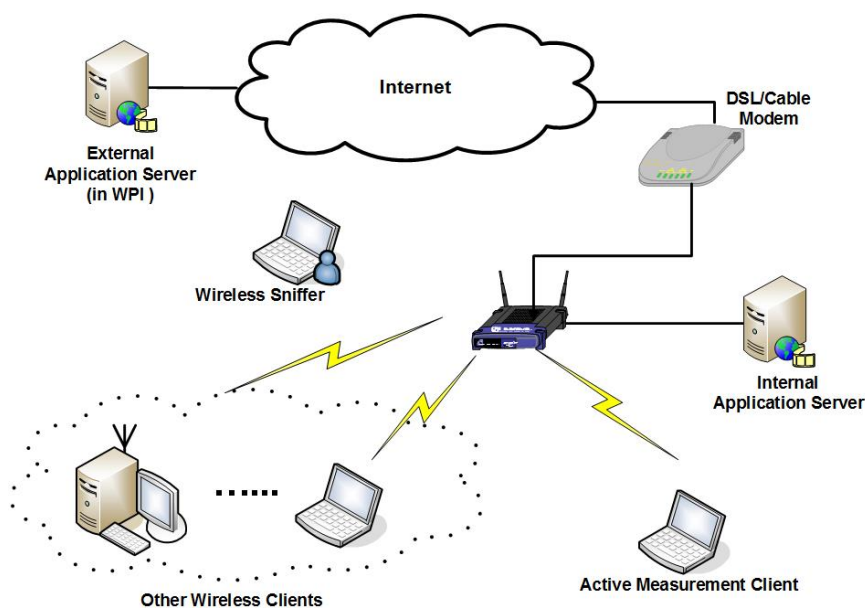 Internet
DSL/Cable
Modem
External
Application Server
(in WPI )
Wireless Sniffer
Internal
Application Server
Active Measurement Client
Other Wireless Clients